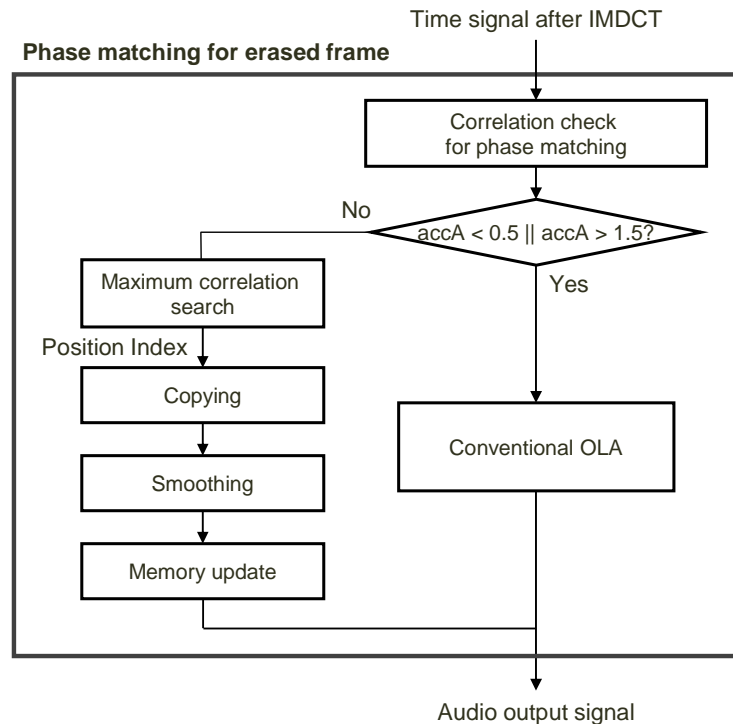 Time signal after IMDCT
Phase matching for erased frame
Correlation check
for phase matching
No
accA < 0.5 || accA > 1.5?
Yes
Maximum correlation
search
Position Index
Copying
Conventional OLA
Smoothing
Memory update
Audio output signal